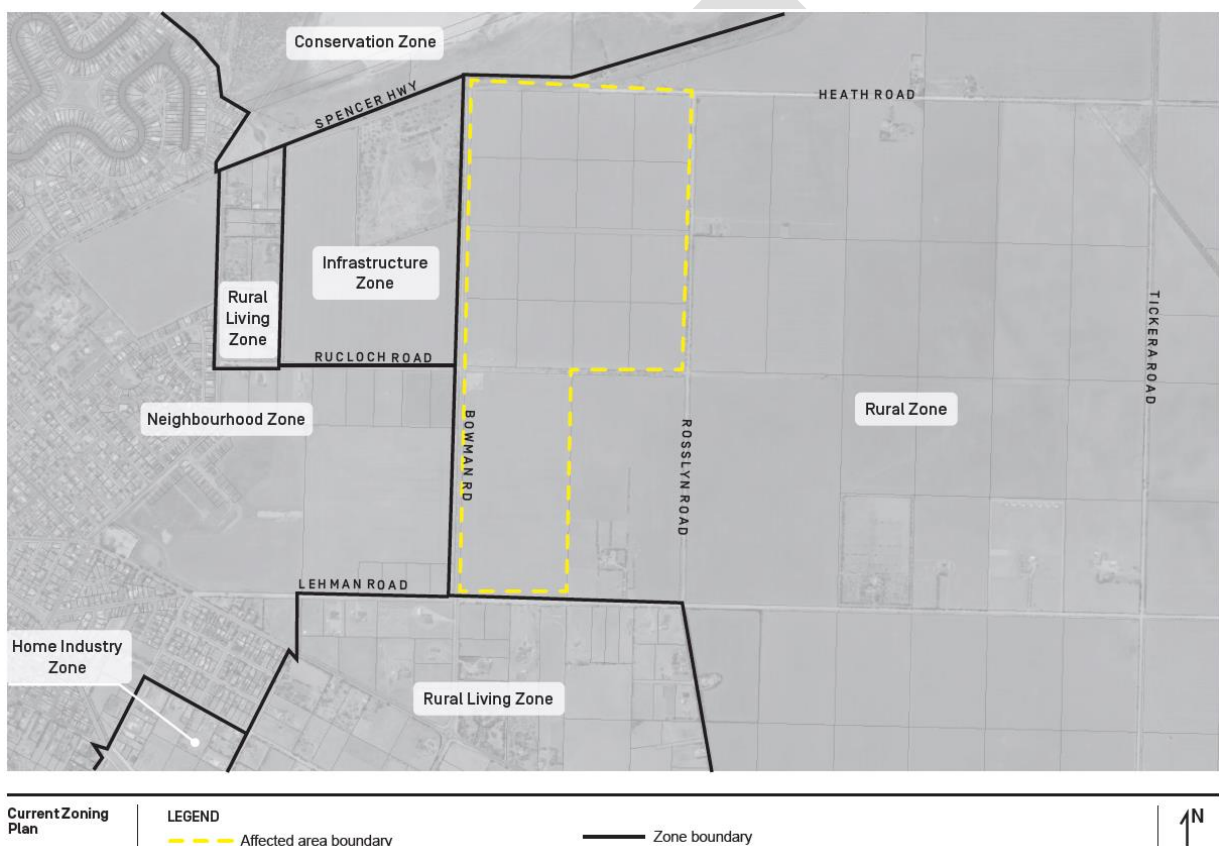 Conservation Zone
SPENCER HWY
HEATH ROAD
Infrastructure
Zone
Rural
Living
Zone
TICKERA ROAD
RUCLOCH ROAD
Neighbourhood Zone
BOWMAN RD
ROSSLYN ROAD
Rural Zone
LEHMAN ROAD
Home Industry
Zone
Rural Living Zone
Current Zoning
Plan
LEGEND
Affected area boundary
Zone boundary
N